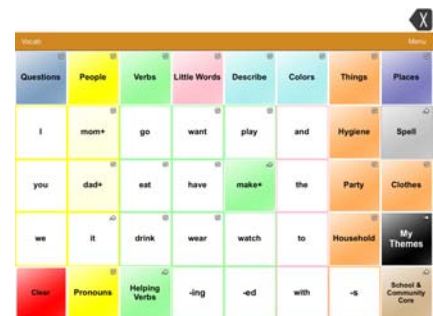 Vocab Menu
Questions People Verbs Little Words Describe Colors Things Places
I mom+ go want play and Hygiene Spell
you dad+ eat have make+ the Party Clothes
we it drink wear watch to Household My
Themes
Clear Pronouns Helping
Verbs -ing -ed with -s School &
Community
Core